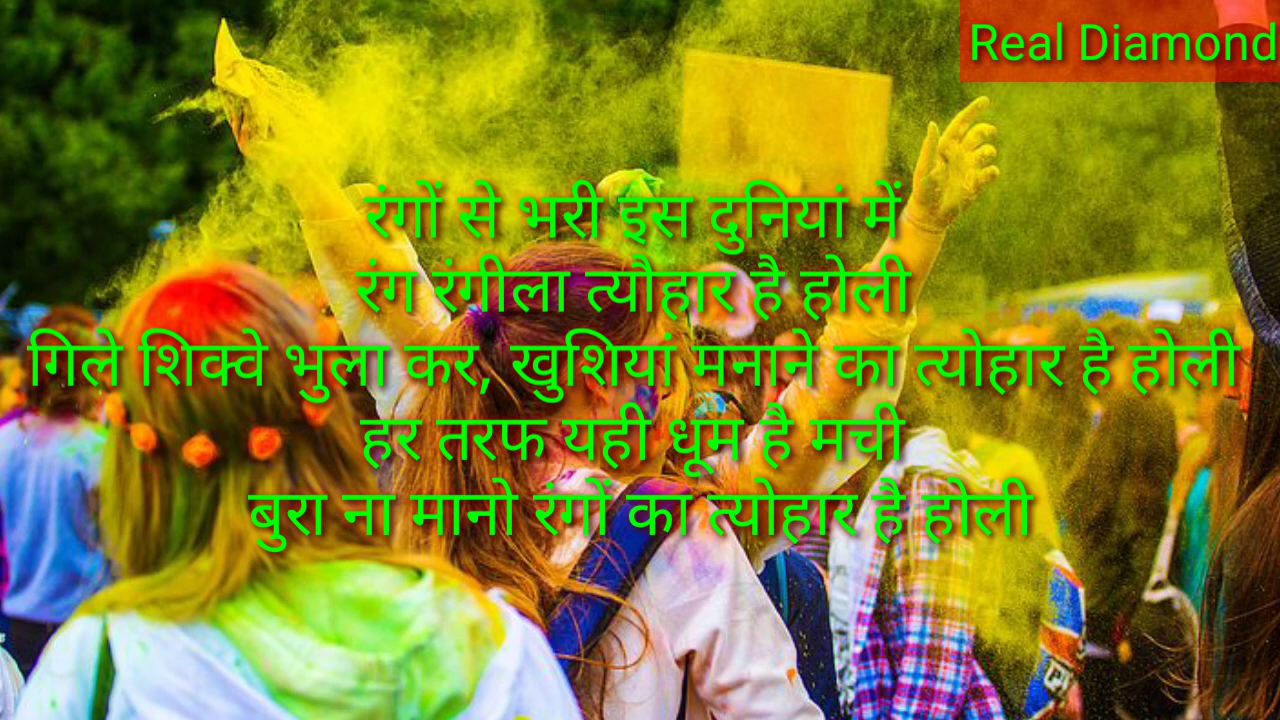 Real Diamond
रंगों से भरी इस दुनियां में
रंग रंगीला त्यौहार है होली
गिले शिक्वे भुला कर, खुशियां मनाने का त्योहार है होली
हर तरफ यही धूम है मची
बुरा ना मानो रंगों का त्योहार है होली